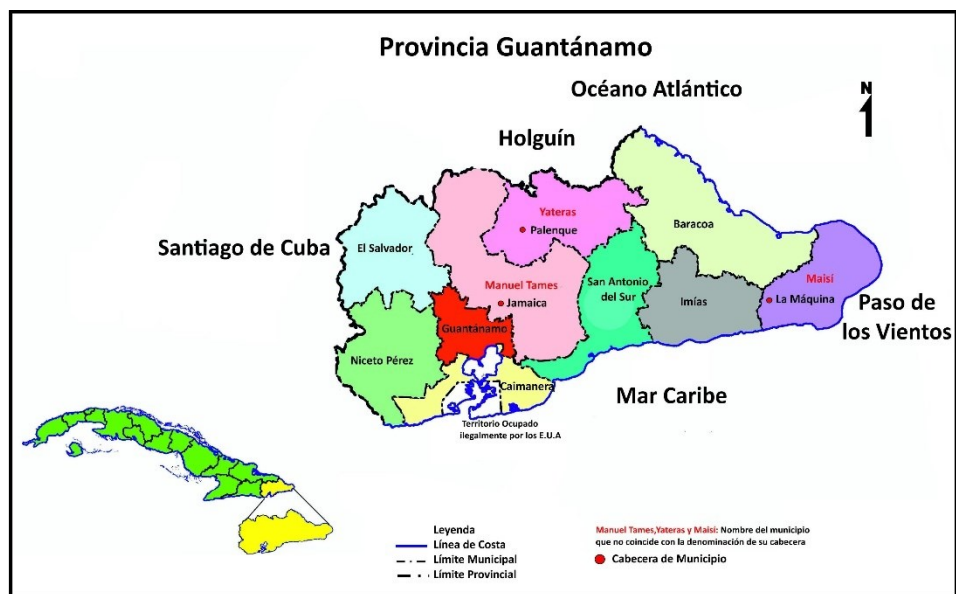 Provincia Guantánamo
Océano Atlántico
N
Holguín
Yateras
Palenque
Baracoa
Santiago de Cuba
El Salvador
Maisí
Manuel Tames
Jamaica
San Antonio
del Sur
Imías
La Máquina
Paso de
los Vientos
Guantánamo
Niceto Pérez
Caimanera
Mar Caribe
Territorio Ocupado
ilegalmente por los E.U.A
Leyenda
Línea de Costa
Límite Municipal
Límite Provincial
Manuel Tames,Yateras y Maisí: Nombre del municipio
que no coincide con la denominación de su cabecera
Cabecera de Municipio